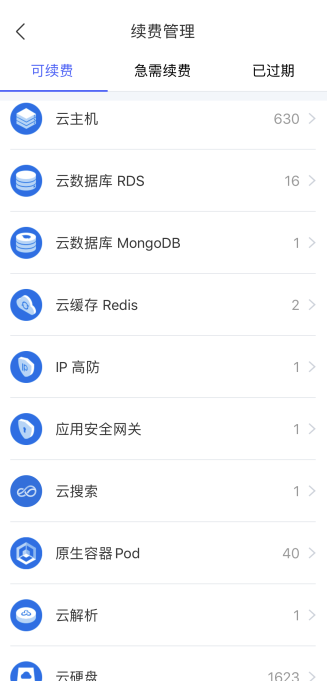 续费管理
可续费 急需续费 已过期
云主机 630
云数据库 RDS 16
云数据库 MongoDB 1
云缓存 Redis 2
IP 高防 1
应用安全网关 1
云搜索 1
原生容器 Pod 40
云解析 1
云硬盘 1623